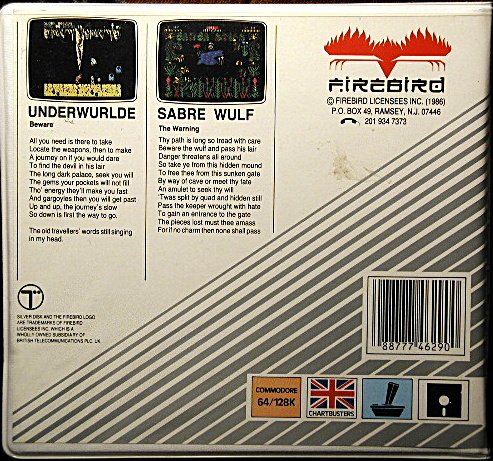 UNDERWURLDE
Beware
All you need is there to take
Locate the weapons, then to make
A journey on if you would dare
To find the devil in his lair
The long dark palace, seek you will
The gems your pockets will not fill
Tho' energy they'll make you fast
And gargoyles then you will get past
Up and up, the journey's slow
So down is first the way to go.
The old travellers' words still singing
in my head.
SABRE WULF
The Warning
Thy path is long so tread with care
Beware the wulf and pass his lair
Danger threatens all around
So take ye from this hidden mound
To free thee from this sunken gate
By way of cave or meet thy fate
An amulet to seek thy will
'Twas split by quad and hidden still
Pass the keeper wrought with hate
To gain an entrance to the gate
The pieces lost must thee amass
For if no charm then none shall pass
FIREBIRD
© FIREBIRD LICENSEES INC. (1986)
P.O. BOX 49, RAMSEY, N.J. 07446
201 934 7373
SILVER DISK AND THE FIREBIRD LOGO
ARE TRADEMARKS OF FIREBIRD
LICENSEES INC. WHICH IS A
WHOLLY OWNED SUBSIDIARY OF
BRITISH TELECOMMUNICATIONS PLC. UK
88777 46290
COMMODORE
64/128K
CHARTBUSTERS